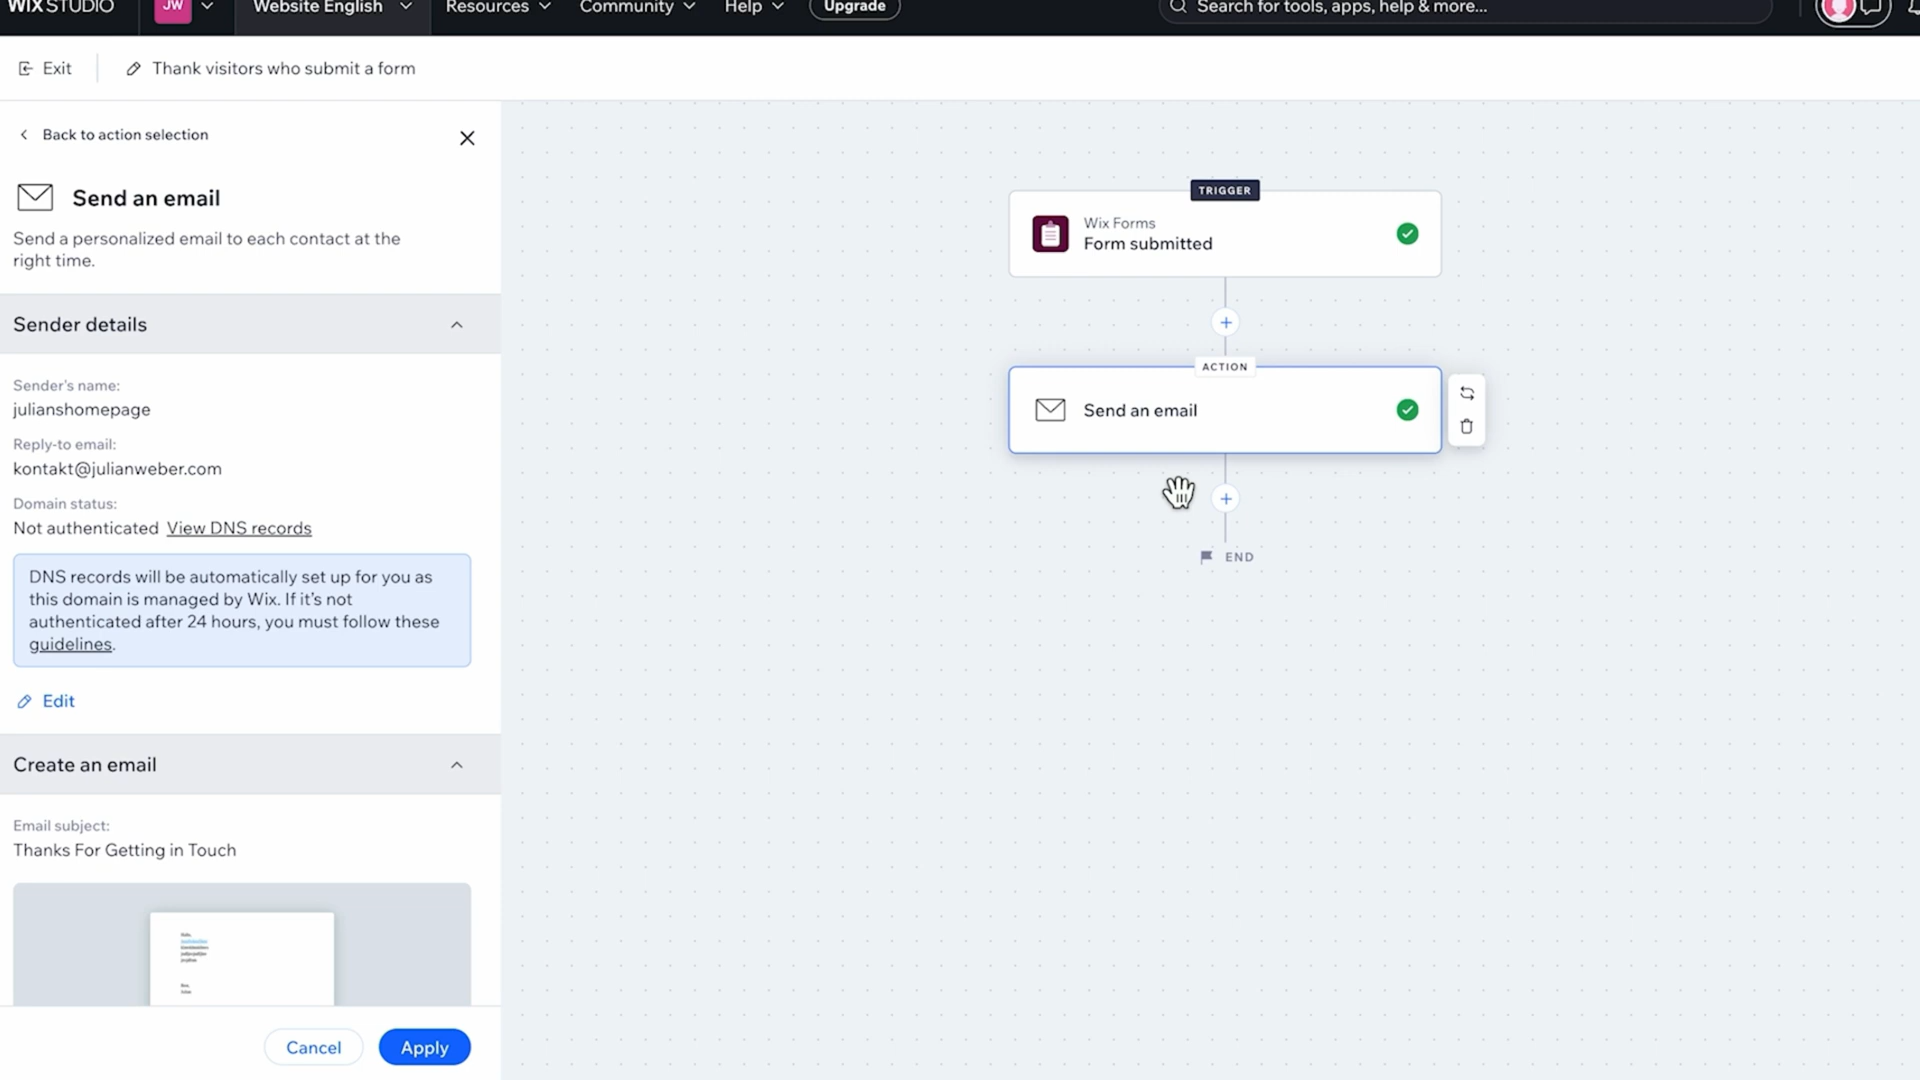 WIX STUDIO
JW
Website English
Resources
Community
Help
Upgrade
Search for tools, apps, help & more...
Exit
Thank visitors who submit a form
Back to action selection
Send an email
Send a personalized email to each contact at the
right time.
Sender details
Sender's name:
julianshomepage
Reply-to email:
kontakt@julianweber.com
Domain status:
Not authenticated View DNS records
DNS records will be automatically set up for you as
this domain is managed by Wix. If it's not
authenticated after 24 hours, you must follow these
guidelines.
Edit
Create an email
Email subject:
Thanks For Getting in Touch
Cancel
Apply
TRIGGER
Wix Forms
Form submitted
ACTION
Send an email
END